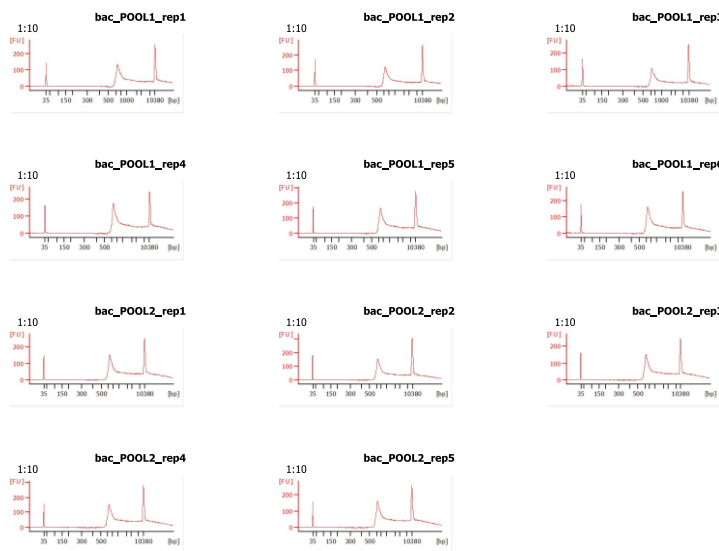 bac_POOL1_rep1
1:10
[FU]
200
100
0
35 150 300 500 1000 10380 [bp]
bac_POOL1_rep2
1:10
[FU]
200
100
0
35 150 300 500 10380 [bp]
bac_POOL1_rep3
1:10
[FU]
200
100
0
35 150 300 500 1000 10380 [bp]
bac_POOL1_rep4
1:10
[FU]
200
100
0
35 150 300 500 10380 [bp]
bac_POOL1_rep5
1:10
[FU]
200
100
0
35 150 300 500 10380 [bp]
bac_POOL1_rep6
1:10
[FU]
200
100
0
35 150 300 500 10380 [bp]
bac_POOL2_rep1
1:10
[FU]
200
100
0
35 150 300 500 10380 [bp]
bac_POOL2_rep2
1:10
[FU]
200
100
0
35 150 300 500 10380 [bp]
bac_POOL2_rep3
1:10
[FU]
200
100
0
35 150 300 500 10380 [bp]
bac_POOL2_rep4
1:10
[FU]
200
100
0
35 150 300 500 10380 [bp]
bac_POOL2_rep5
1:10
[FU]
200
100
0
35 150 300 500 10380 [bp]